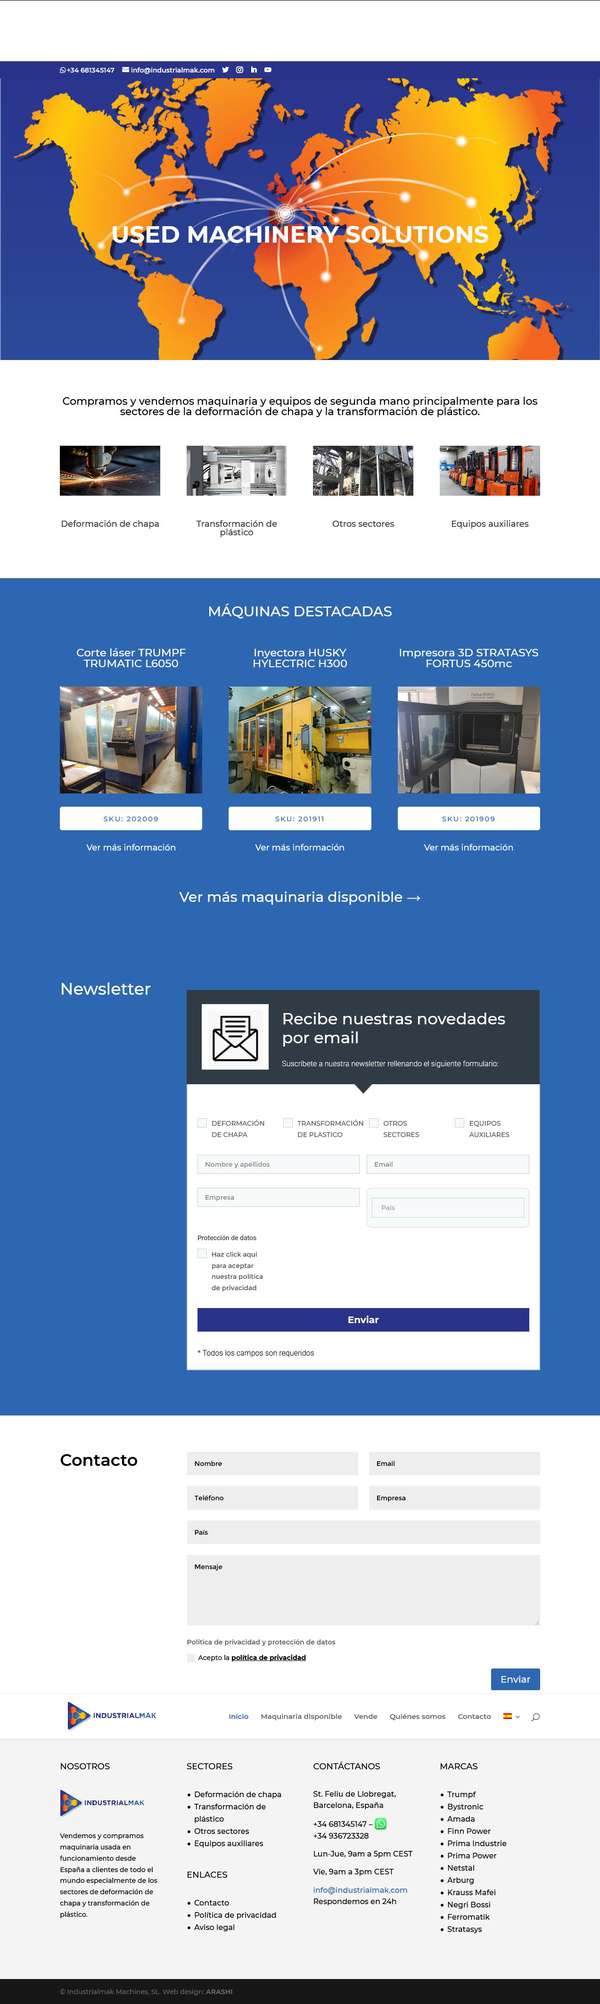 +34 681345147 info@industrialmak.com
USED MACHINERY SOLUTIONS
Compramos y vendemos maquinaria y equipos de segunda mano principalmente para los
sectores de la deformación de chapa y la transformación de plástico.
Deformación de chapa
Transformación de
plástico
Otros sectores
Equipos auxiliares
MÁQUINAS DESTACADAS
Corte láser TRUMPF
TRUMATIC L6050
Inyectora HUSKY
HYLECTRIC H300
Impresora 3D STRATASYS
FORTUS 450mc
SKU: 202009
SKU: 201911
SKU: 201909
Ver más información
Ver más información
Ver más información
Ver más maquinaria disponible →
Newsletter
Recibe nuestras novedades
por email
Suscríbete a nuestra newsletter rellenando el siguiente formulario:
DEFORMACIÓN
DE CHAPA
TRANSFORMACIÓN
DE PLASTICO
OTROS
SECTORES
EQUIPOS
AUXILIARES
Nombre y apellidos
Email
Empresa
País
Protección de datos
Haz click aquí
para aceptar
nuestra política
de privacidad
Enviar
* Todos los campos son requeridos
Contacto
Nombre
Email
Teléfono
Empresa
País
Mensaje
Política de privacidad y protección de datos
Acepto la política de privacidad
Enviar
INDUSTRIALMAK
Inicio Maquinaria disponible Vende Quiénes somos Contacto
NOSOTROS
INDUSTRIALMAK
Vendemos y compramos
maquinaria usada en
funcionamiento desde
España a clientes de todo el
mundo especialmente de los
sectores de deformación de
chapa y transformación de
plástico.
SECTORES
Deformación de chapa
Transformación de
plástico
Otros sectores
Equipos auxiliares
ENLACES
Contacto
Política de privacidad
Aviso legal
CONTÁCTANOS
St. Feliu de Llobregat,
Barcelona, España
+34 681345147 –
+34 936723328
Lun-Jue, 9am a 5pm CEST
Vie, 9am a 3pm CEST
info@industrialmak.com
Respondemos en 24h
MARCAS
Trumpf
Bystronic
Amada
Finn Power
Prima Industrie
Prima Power
Netstal
Arburg
Krauss Mafei
Negri Bossi
Ferromatik
Stratasys
© Industrialmak Machines, SL. Web design: ARASHI